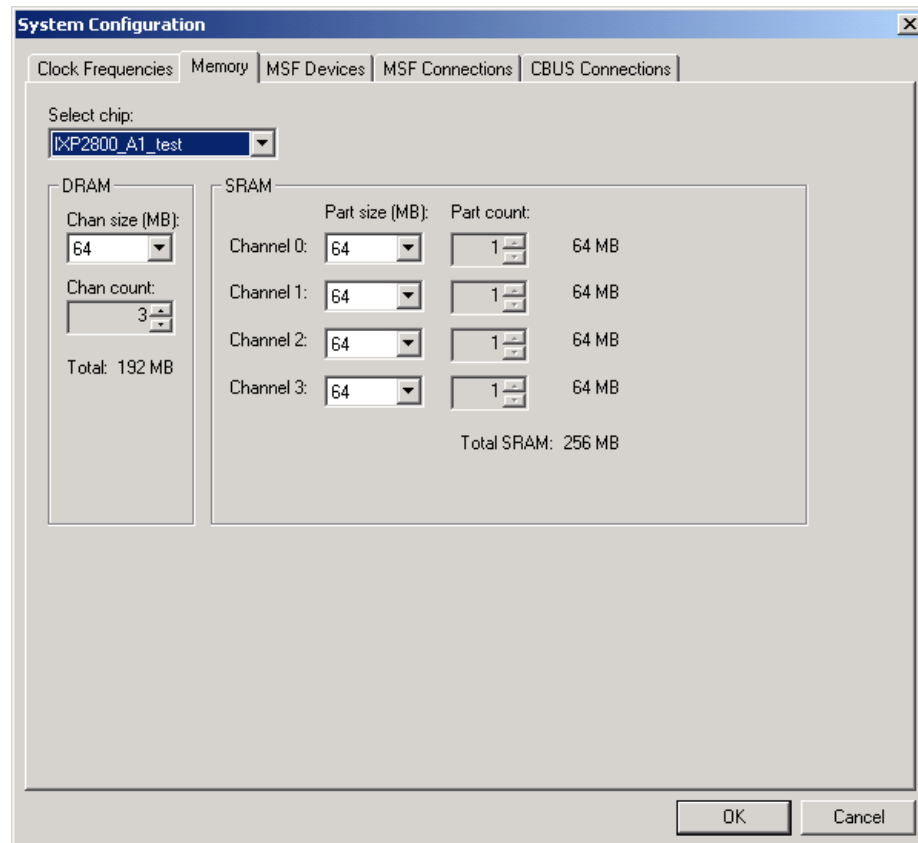 System Configuration
Clock Frequencies Memory MSF Devices MSF Connections CBUS Connections
Select chip:
IXP2800_A1_test
DRAM
Chan size (MB):
64
Chan count:
3
Total: 192 MB
SRAM
Part size (MB): Part count:
Channel 0: 64 1 64 MB
Channel 1: 64 1 64 MB
Channel 2: 64 1 64 MB
Channel 3: 64 1 64 MB
Total SRAM: 256 MB
OK Cancel